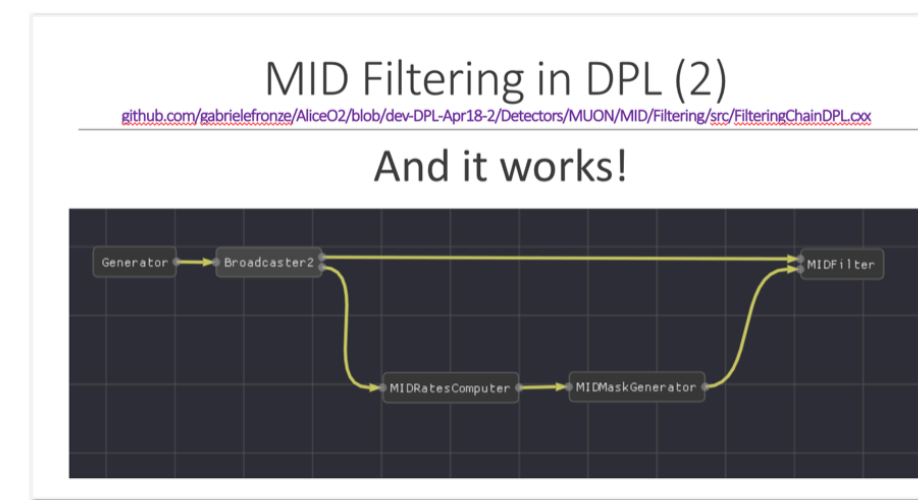 MID Filtering in DPL (2)
github.com/gabrielefronze/AliceO2/blob/dev-DPL-Apr18-2/Detectors/MUON/MID/Filtering/src/FilteringChainDPL.cxx
And it works!
Generator
Broadcaster2
MIDFilter
MIDRatesComputer
MIDMaskGenerator